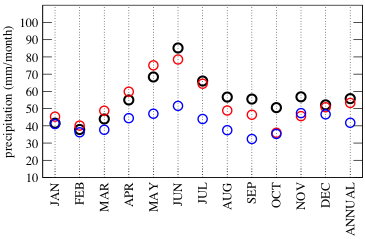 precipitation (mm/month)
100
90
80
70
60
50
40
30
20
10
JAN
FEB
MAR
APR
MAY
JUN
JUL
AUG
SEP
OCT
NOV
DEC
ANNUAL